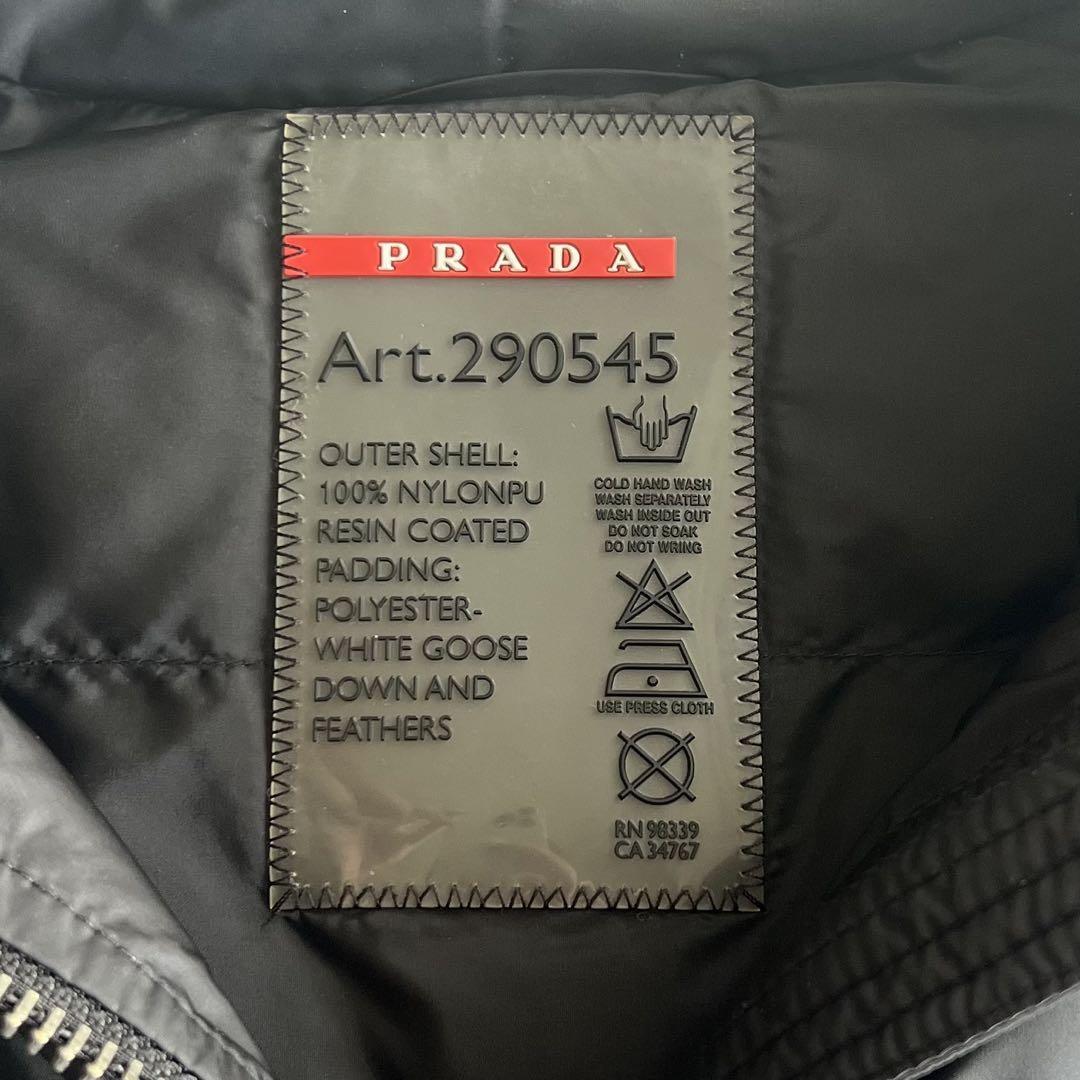 PRADA
Art.290545
OUTER SHELL:
100% NYLONPU
RESIN COATED
PADDING:
POLYESTER-
WHITE GOOSE
DOWN AND
FEATHERS
COLD HAND WASH
WASH SEPARATELY
WASH INSIDE OUT
DO NOT SOAK
DO NOT WRING
USE PRESS CLOTH
RN 98339
CA 34767